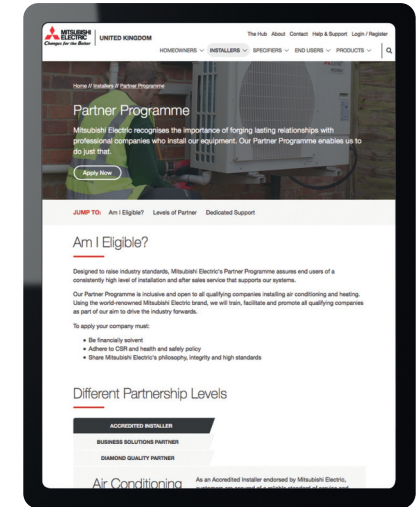 MITSUBISHI
ELECTRIC
Changes for the Better
UNITED KINGDOM
The Hub About Contact Help & Support Login / Register
HOMEOWNERS INSTALLERS SPECIFIERS END USERS PRODUCTS
Home // Installers // Partner Programme
Partner Programme
Mitsubishi Electric recognises the importance of forging lasting relationships with
professional companies who install our equipment. Our Partner Programme enables us to
do just that.
Apply Now
JUMP TO: Am I Eligible? Levels of Partner Dedicated Support
Am I Eligible?
Designed to raise industry standards, Mitsubishi Electric's Partner Programme assures end users of a
consistently high level of installation and after sales service that supports our systems.
Our Partner Programme is inclusive and open to all qualifying companies installing air conditioning and heating.
Using the world-renowned Mitsubishi Electric brand, we will train, facilitate and promote all qualifying companies
as part of our aim to drive the industry forwards.
To apply your company must:
• Be financially solvent
• Adhere to CSR and health and safety policy
• Share Mitsubishi Electric's philosophy, integrity and high standards
Different Partnership Levels
ACCREDITED INSTALLER
BUSINESS SOLUTIONS PARTNER
DIAMOND QUALITY PARTNER
Air Conditioning
As an Accredited Installer endorsed by Mitsubishi Electric,